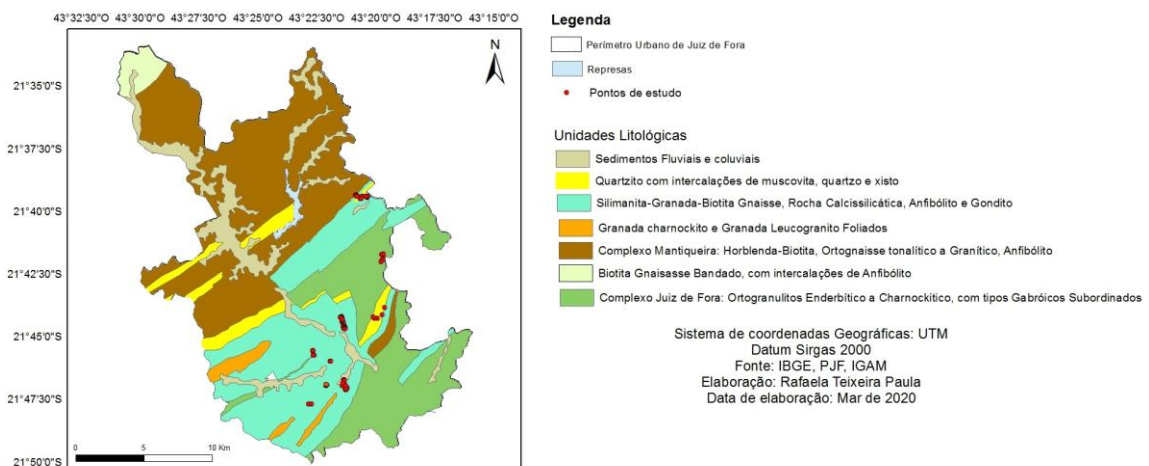 43°32'30"O 43°30'0"O 43°27'30"O 43°25'0"O 43°22'30"O 43°20'0"O 43°17'30"O 43°15'0"O
N
21°35'0"S
21°37'30"S
21°40'0"S
21°42'30"S
21°45'0"S
21°47'30"S
21°50'0"S
0 5 10 Km
Legenda
Perímetro Urbano de Juiz de Fora
Represas
Pontos de estudo
Unidades Litológicas
Sedimentos Fluviais e coluviais
Quartzito com intercalações de muscovita, quartzo e xisto
Silimanita-Granada-Biotita Gnaisse, Rocha Calcissilicática, Anfibólito e Gondito
Granada charnockito e Granada Leucogranito Foliados
Complexo Mantiqueira: Horblenda-Biotita, Ortognaisse tonalítico a Granítico, Anfibólito
Biotita Gnaisasse Bandado, com intercalações de Anfibólito
Complexo Juiz de Fora: Ortogranulitos Enderbítico a Charnockítico, com tipos Gabróicos Subordinados
Sistema de coordenadas Geográficas: UTM
Datum Sirgas 2000
Fonte: IBGE, PJF, IGAM
Elaboração: Rafaela Teixeira Paula
Data de elaboração: Mar de 2020